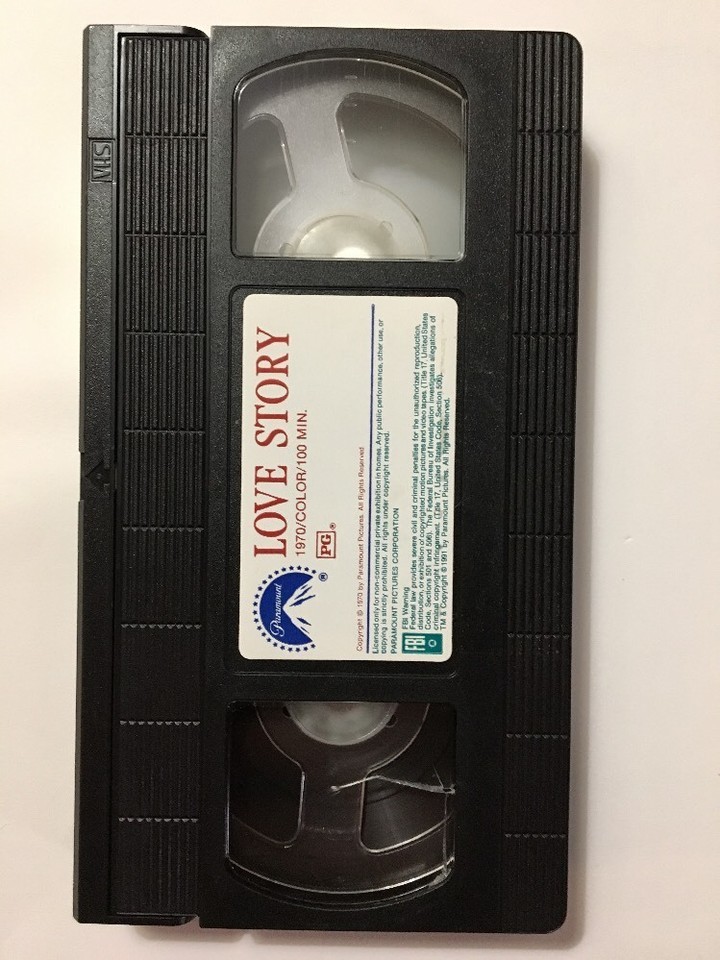 VHS
LOVE STORY
1970/COLOR/100 MIN.
PG ®
Paramount
®
Copyright © 1970 by Paramount Pictures. All Rights Reserved
Licensed only for non-commercial private exhibition in homes. Any public performance, other use, or
copying is strictly prohibited. All rights under copyright reserved.
PARAMOUNT PICTURES CORPORATION
FBI
FBI Warning
Federal law provides severe civil and criminal penalties for the unauthorized reproduction,
distribution, or exhibition of copyrighted motion pictures and video tapes. (Title 17, United States
Code, Sections 501 and 506). The Federal Bureau of Investigation investigates allegations of
criminal copyright infringement. (Title 17, United States Code, Section 506).
TM & Copyright © 1991 by Paramount Pictures. All Rights Reserved.